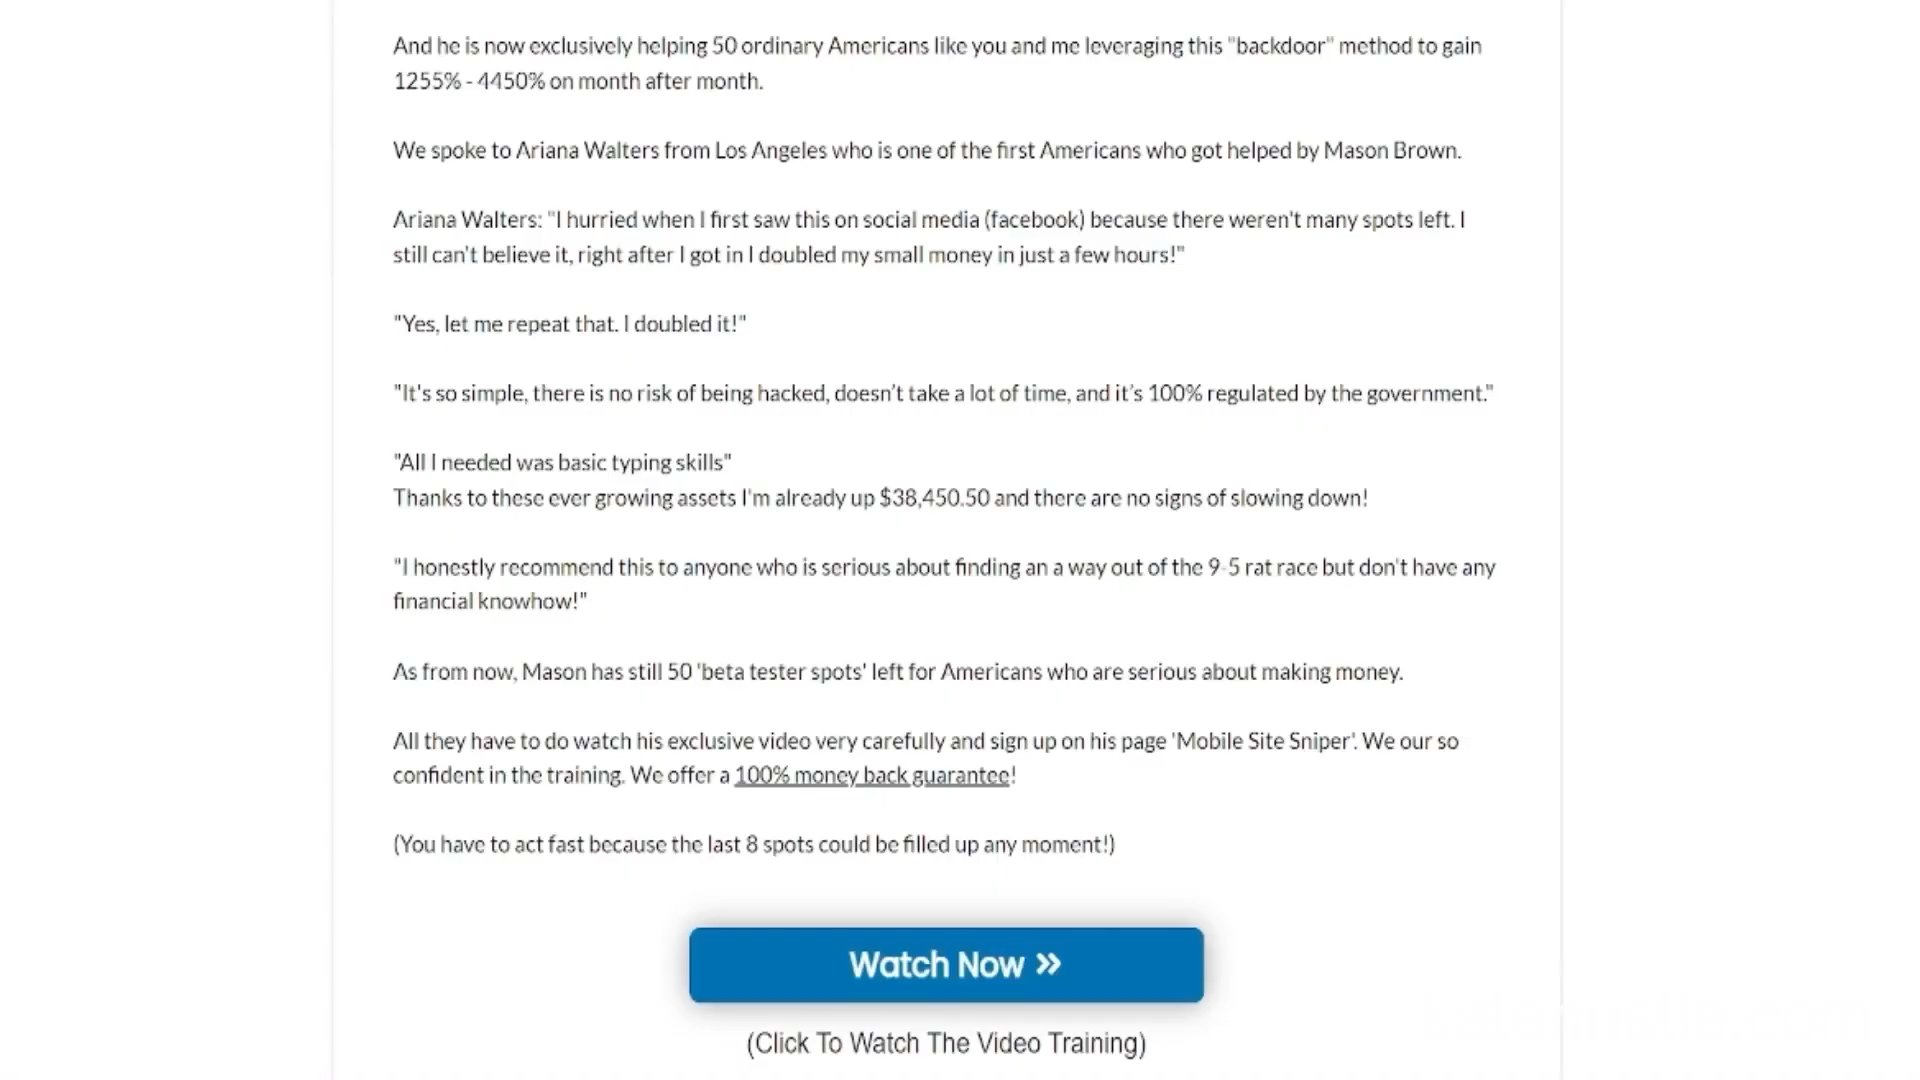 And he is now exclusively helping 50 ordinary Americans like you and me leveraging this "backdoor" method to gain
1255% - 4450% on month after month.
We spoke to Ariana Walters from Los Angeles who is one of the first Americans who got helped by Mason Brown.
Ariana Walters: "I hurried when I first saw this on social media (facebook) because there weren't many spots left. I
still can't believe it, right after I got in I doubled my small money in just a few hours!"
"Yes, let me repeat that. I doubled it!"
"It's so simple, there is no risk of being hacked, doesn’t take a lot of time, and it’s 100% regulated by the government."
"All I needed was basic typing skills"
Thanks to these ever growing assets I'm already up $38,450.50 and there are no signs of slowing down!
"I honestly recommend this to anyone who is serious about finding an a way out of the 9-5 rat race but don't have any
financial knowhow!"
As from now, Mason has still 50 'beta tester spots' left for Americans who are serious about making money.
All they have to do watch his exclusive video very carefully and sign up on his page 'Mobile Site Sniper'. We our so
confident in the training. We offer a 100% money back guarantee!
(You have to act fast because the last 8 spots could be filled up any moment!)
Watch Now »
(Click To Watch The Video Training)